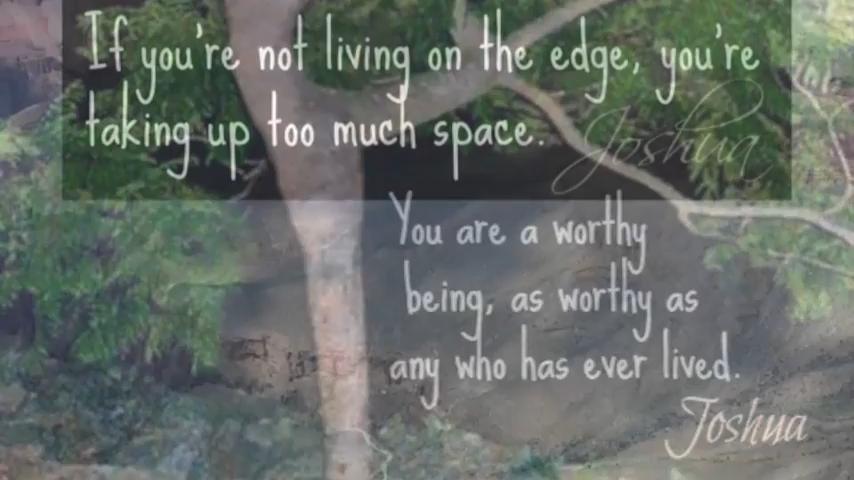 If you're not living on the edge, you're
taking up too much space.
Joshua
You are a worthy
being, as worthy as
any who has ever lived.
Joshua